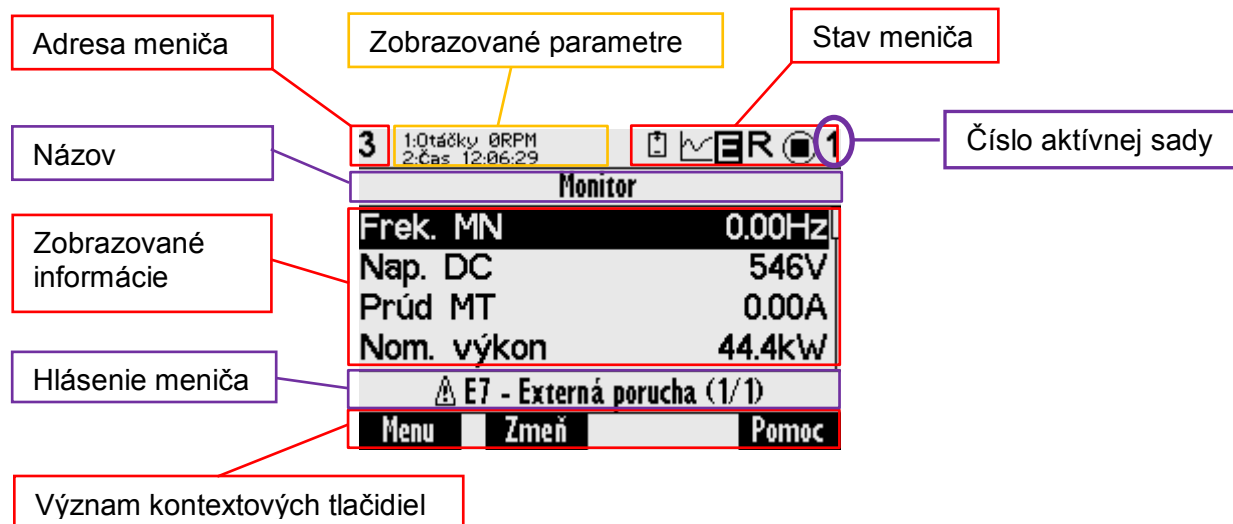 Adresa meniča
Zobrazované parametre
Stav meniča
3
1:Otáčky 0RPM
2:Čas 12:06:29
E R 1
Číslo aktívnej sady
Názov
Monitor
Zobrazované
informácie
Frek. MN 0.00Hz
Nap. DC 546V
Prúd MT 0.00A
Nom. výkon 44.4kW
Hlásenie meniča
E7 - Externá porucha (1/1)
Menu Zmeň Pomoc
Význam kontextových tlačidiel